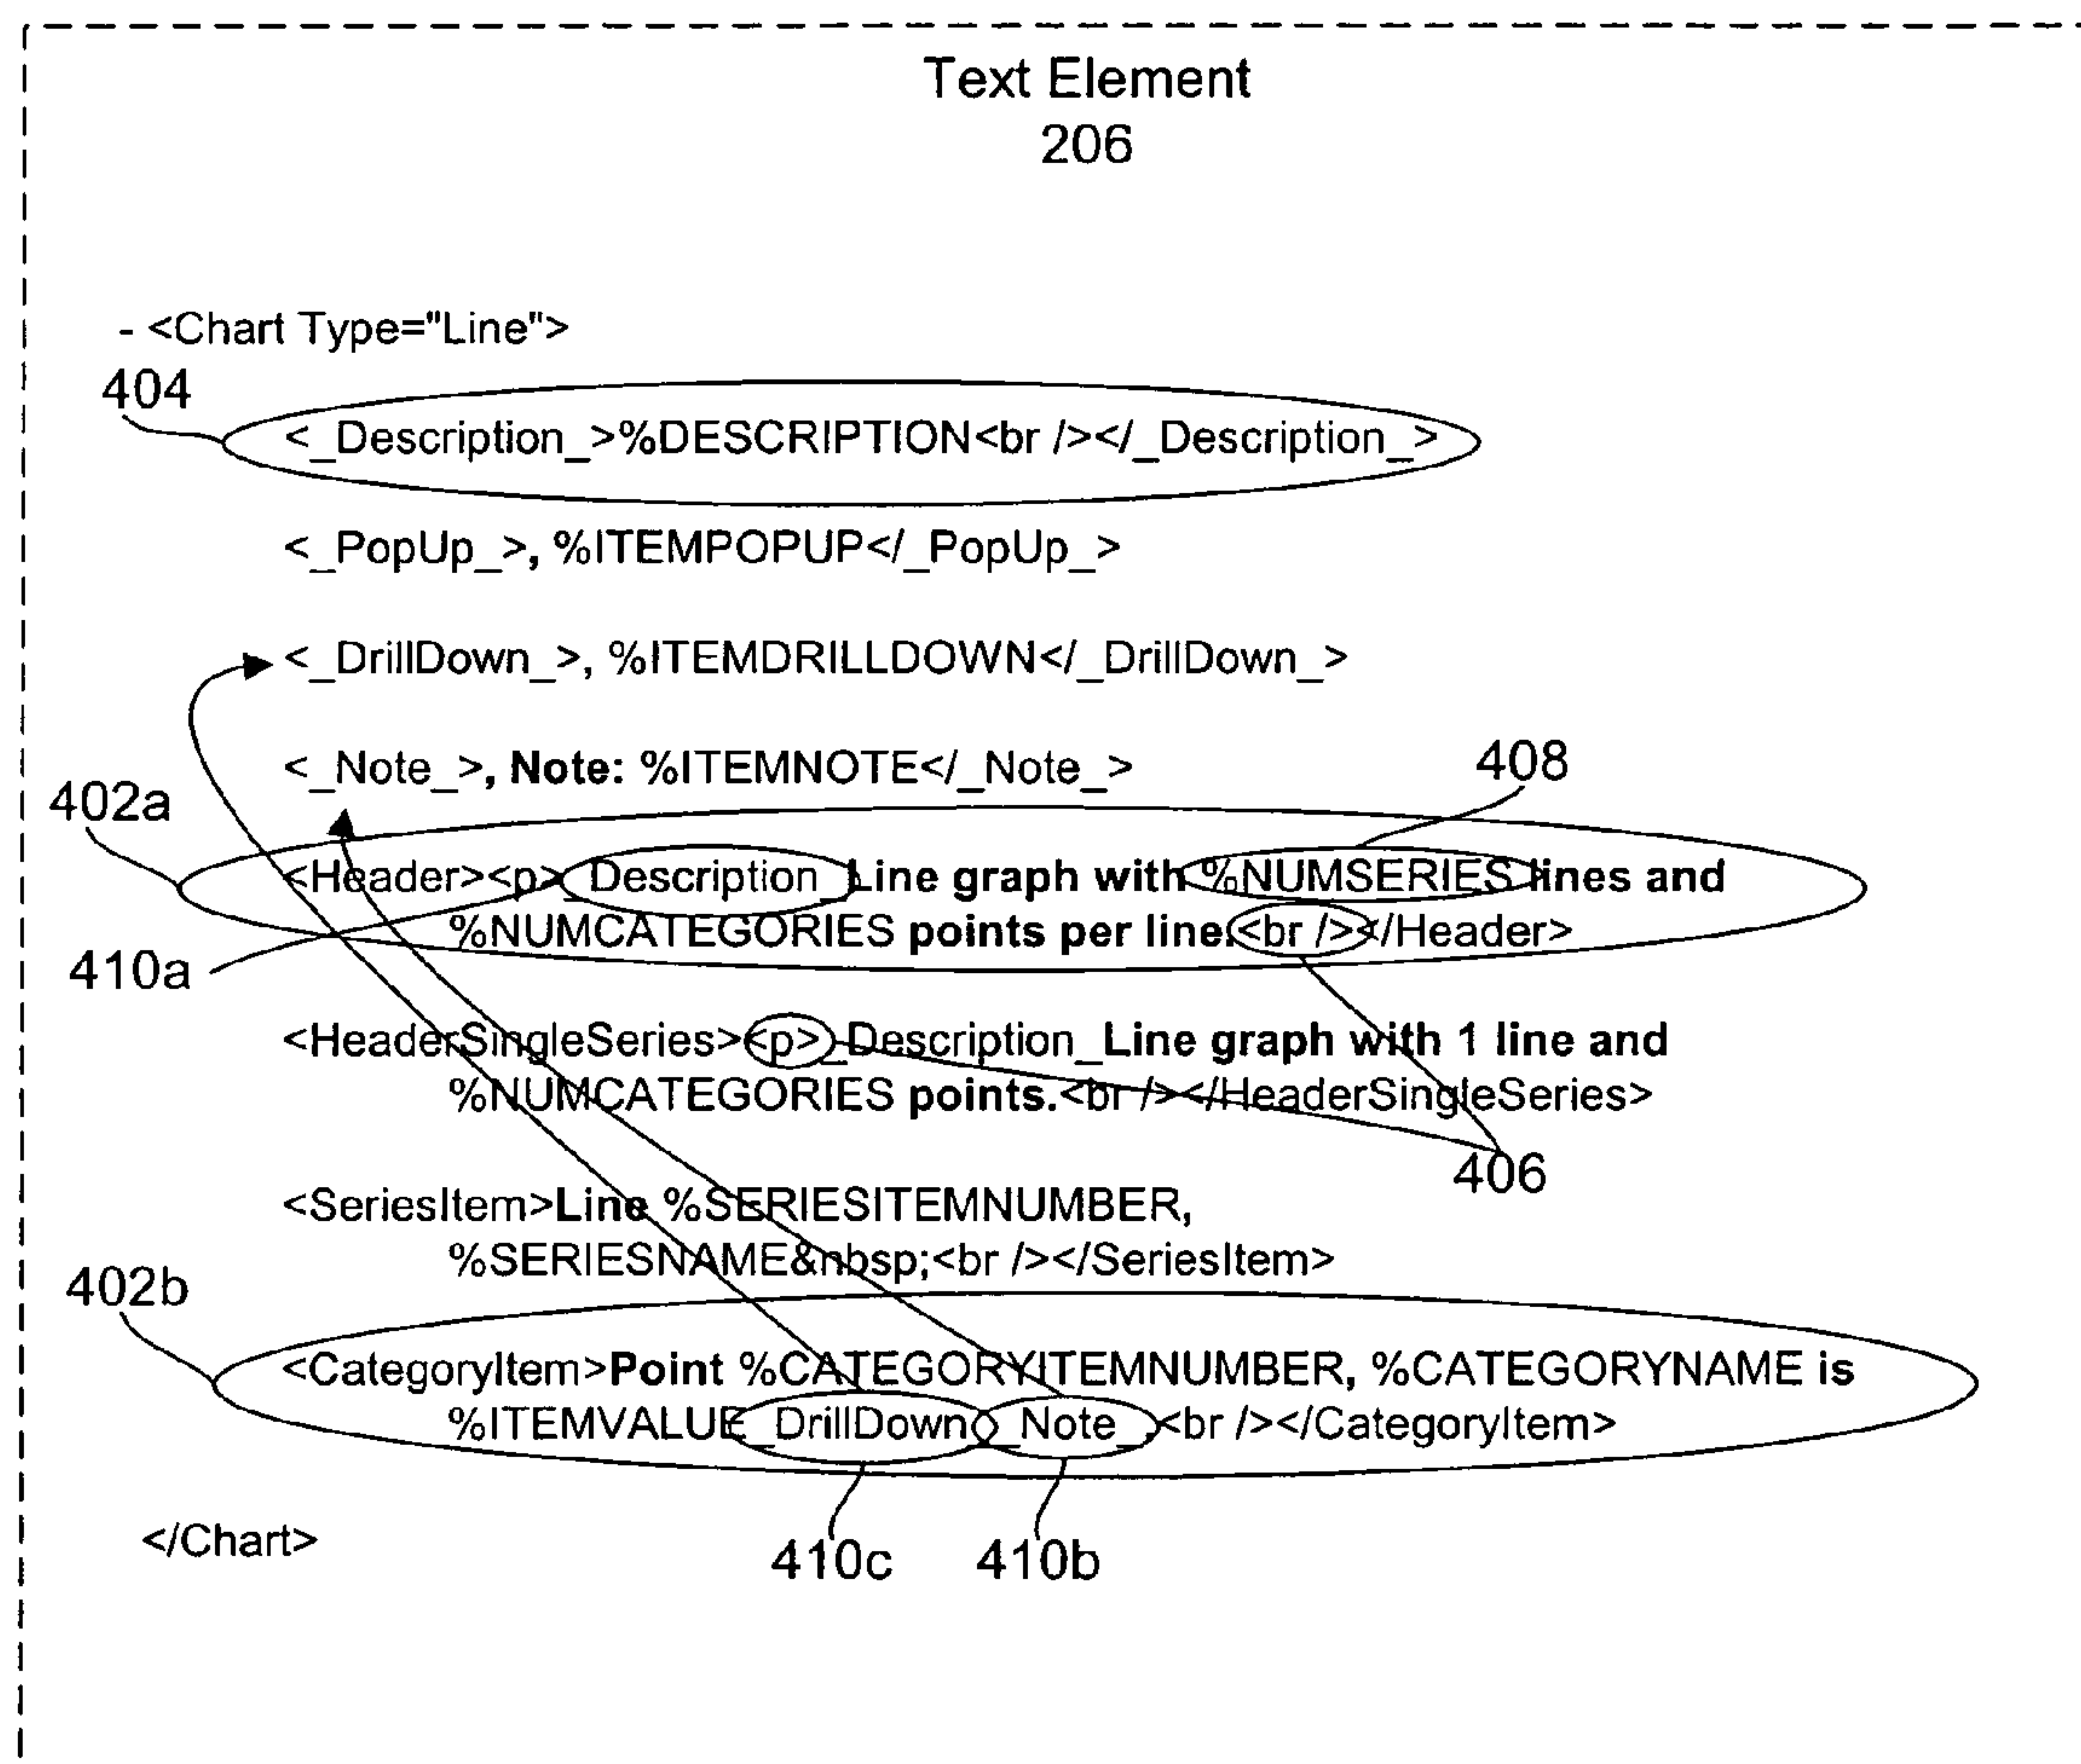 Text Element
206
- <Chart Type="Line">
404
<_Description_>%DESCRIPTION<br /></_Description_>
<_PopUp_>, %ITEMPOPUP</_PopUp_>
<_DrillDown_>, %ITEMDRILLDOWN</_DrillDown_>
<_Note_>, Note: %ITEMNOTE</_Note_>
408
402a
<Header><p>_Description_Line graph with %NUMSERIES lines and
%NUMCATEGORIES points per line.<br /></Header>
410a
<HeaderSingleSeries><p>_Description_Line graph with 1 line and
%NUMCATEGORIES points.<br /></HeaderSingleSeries>
406
<SeriesItem>Line %SERIESITEMNUMBER,
%SERIESNAME&nbsp;<br /></SeriesItem>
402b
<CategoryItem>Point %CATEGORYITEMNUMBER, %CATEGORYNAME is
%ITEMVALUE_DrillDown__Note_.<br /></CategoryItem>
</Chart>
410c 410b